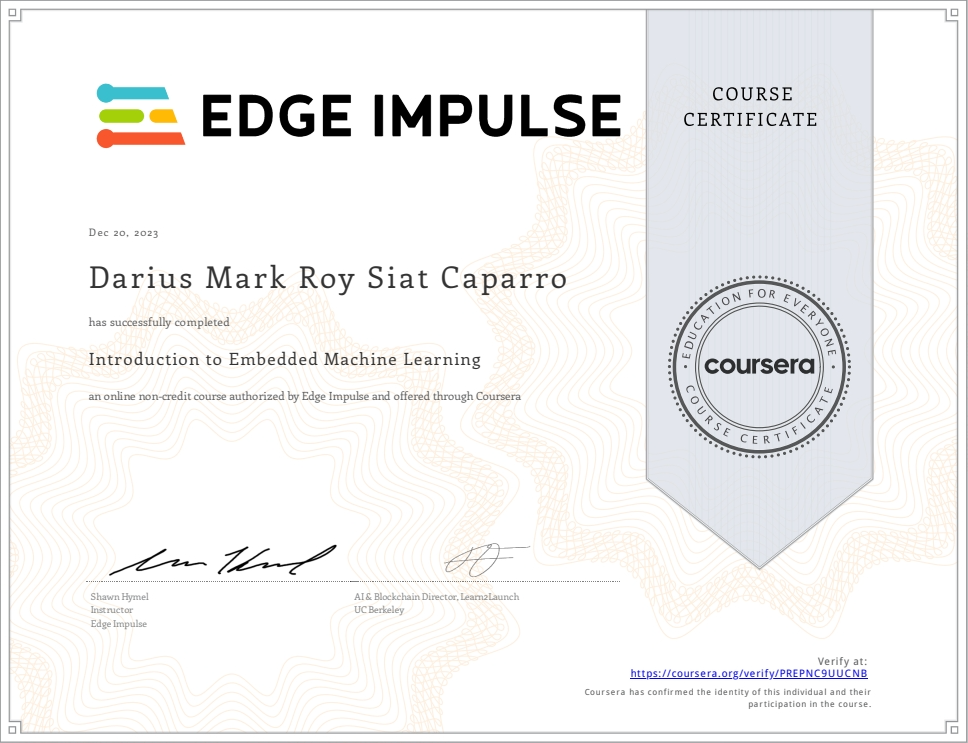 EDGE IMPULSE
COURSE
CERTIFICATE
Dec 20, 2023
Darius Mark Roy Siat Caparro
has successfully completed
Introduction to Embedded Machine Learning
an online non-credit course authorized by Edge Impulse and offered through Coursera
EDUCATION FOR EVERYONE
coursera
COURSE CERTIFICATE
Shawn Hymel
Instructor
Edge Impulse
AI & Blockchain Director, Learn2Launch
UC Berkeley
Verify at:
https://coursera.org/verify/PREPNC9UUCNB
Coursera has confirmed the identity of this individual and their
participation in the course.